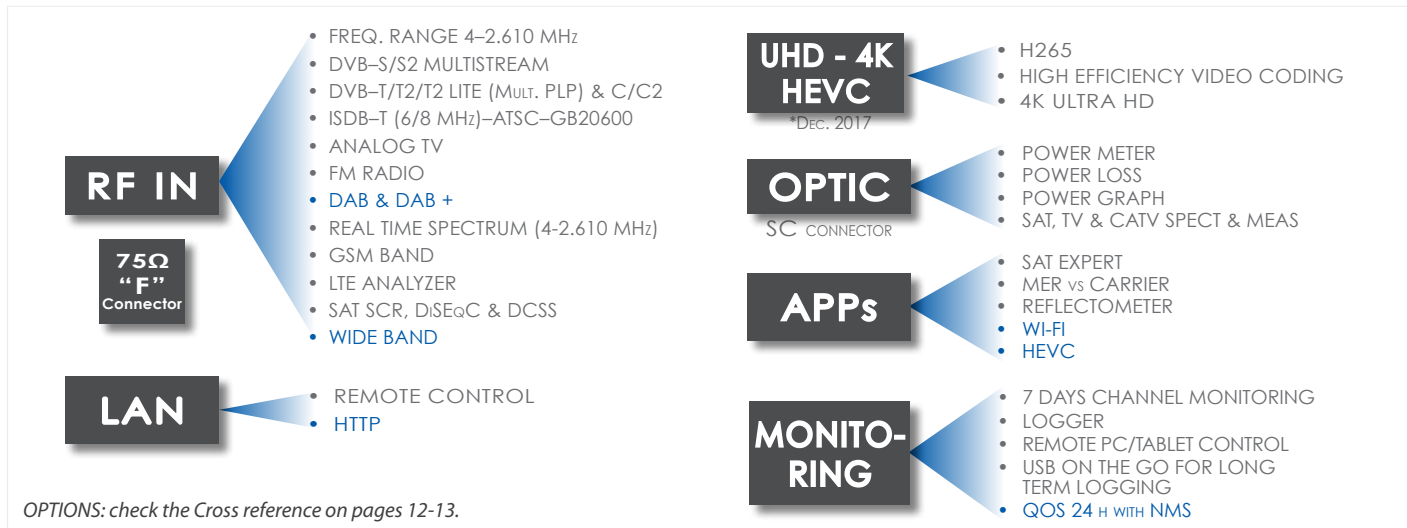 RF IN
75Ω
“F”
Connector
• FREQ. RANGE 4–2.610 MHz
• DVB–S/S2 MULTISTREAM
• DVB–T/T2/T2 LITE (Mult. PLP) & C/C2
• ISDB–T (6/8 MHz)–ATSC–GB20600
• ANALOG TV
• FM RADIO
• DAB & DAB +
• REAL TIME SPECTRUM (4-2.610 MHz)
• GSM BAND
• LTE ANALYZER
• SAT SCR, DiSEqC & DCSS
• WIDE BAND
LAN
• REMOTE CONTROL
• HTTP
OPTIONS: check the Cross reference on pages 12-13.
UHD - 4K
HEVC
*Dec. 2017
• H265
• HIGH EFFICIENCY VIDEO CODING
• 4K ULTRA HD
OPTIC
SC connector
• POWER METER
• POWER LOSS
• POWER GRAPH
• SAT, TV & CATV SPECT & MEAS
APPs
• SAT EXPERT
• MER vs CARRIER
• REFLECTOMETER
• WI-FI
• HEVC
MONITO-
RING
• 7 DAYS CHANNEL MONITORING
• LOGGER
• REMOTE PC/TABLET CONTROL
• USB ON THE GO FOR LONG
TERM LOGGING
• QOS 24 h with NMS